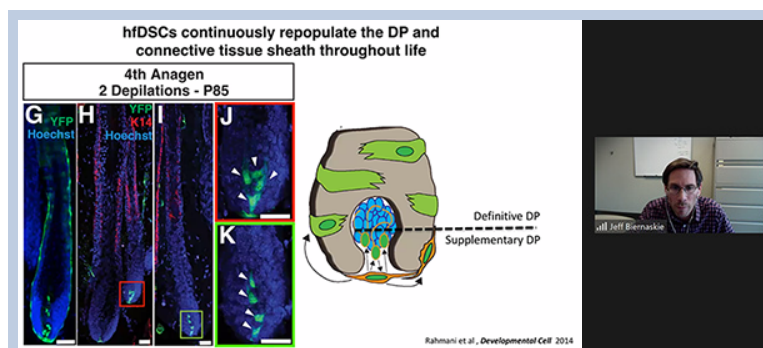 hfDSCs continuously repopulate the DP and
connective tissue sheath throughout life
4th Anagen
2 Depilations - P85
G
YFP
Hoechst
H
YFP
K14
Hoechst
I
J
K
Definitive DP
Supplementary DP
Rahmani et al, Developmental Cell 2014
Jeff Biernaskie